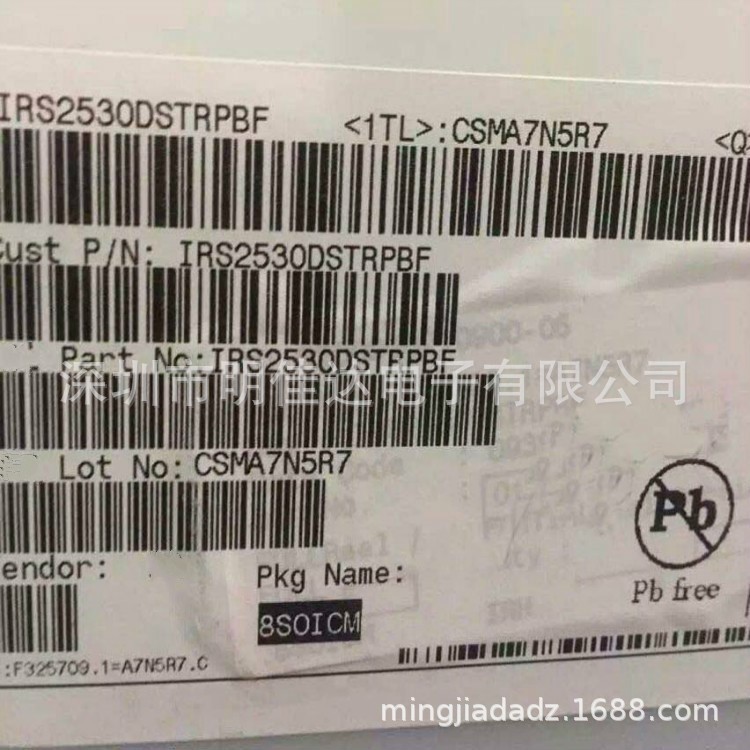 IRS2530DSTRPBF <1TL>:CSMA7N5R7 <Q>
Cust P/N: IRS2530DSTRPBF
Part No:IRS2530DSTRPBF
深圳市明佳达电子有限公司
Lot No: CSMA7N5R7
Pb
Pb free
endor:
Pkg Name:
8SOICM
:F325709.1=A7N5R7.C
mingjiadadz.1688.com